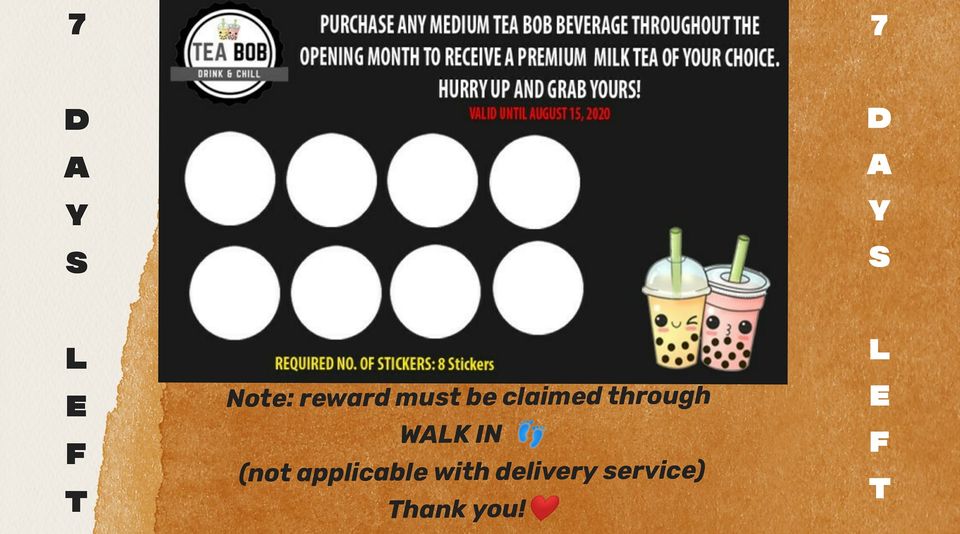 7 DAYS LEFT
TEA BOB
DRINK & CHILL
PURCHASE ANY MEDIUM TEA BOB BEVERAGE THROUGHOUT THE
OPENING MONTH TO RECEIVE A PREMIUM MILK TEA OF YOUR CHOICE.
HURRY UP AND GRAB YOURS!
VALID UNTIL AUGUST 15, 2020
REQUIRED NO. OF STICKERS: 8 Stickers
Note: reward must be claimed through
WALK IN 👣
(not applicable with delivery service)
Thank you!❤️
7 DAYS LEFT